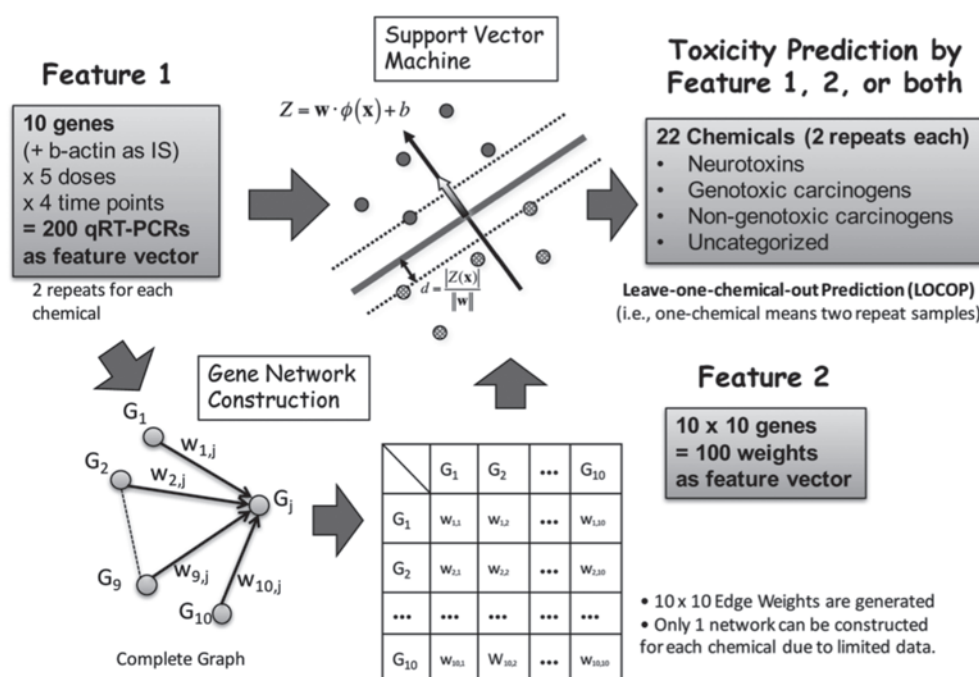 Support Vector
Machine
Feature 1
10 genes
(+ b-actin as IS)
x 5 doses
x 4 time points
= 200 qRT-PCRs
as feature vector
2 repeats for each
chemical
Z = w · ϕ(x) + b
d = |Z(x)| / ‖w‖
Toxicity Prediction by
Feature 1, 2, or both
22 Chemicals (2 repeats each)
• Neurotoxins
• Genotoxic carcinogens
• Non-genotoxic carcinogens
• Uncategorized
Leave-one-chemical-out Prediction (LOCOP)
(i.e., one-chemical means two repeat samples)
Gene Network
Construction
G1
w1,j
G2
w2,j
Gj
G9
w9,j
w10,j
G10
Complete Graph
G1 G2 ••• G10
G1 w1,1 w1,2 ••• w1,10
G2 w2,1 w2,2 ••• w2,10
••• ••• ••• ••• •••
G10 w10,1 W10,2 ••• w10,10
Feature 2
10 x 10 genes
= 100 weights
as feature vector
• 10 x 10 Edge Weights are generated
• Only 1 network can be constructed
for each chemical due to limited data.